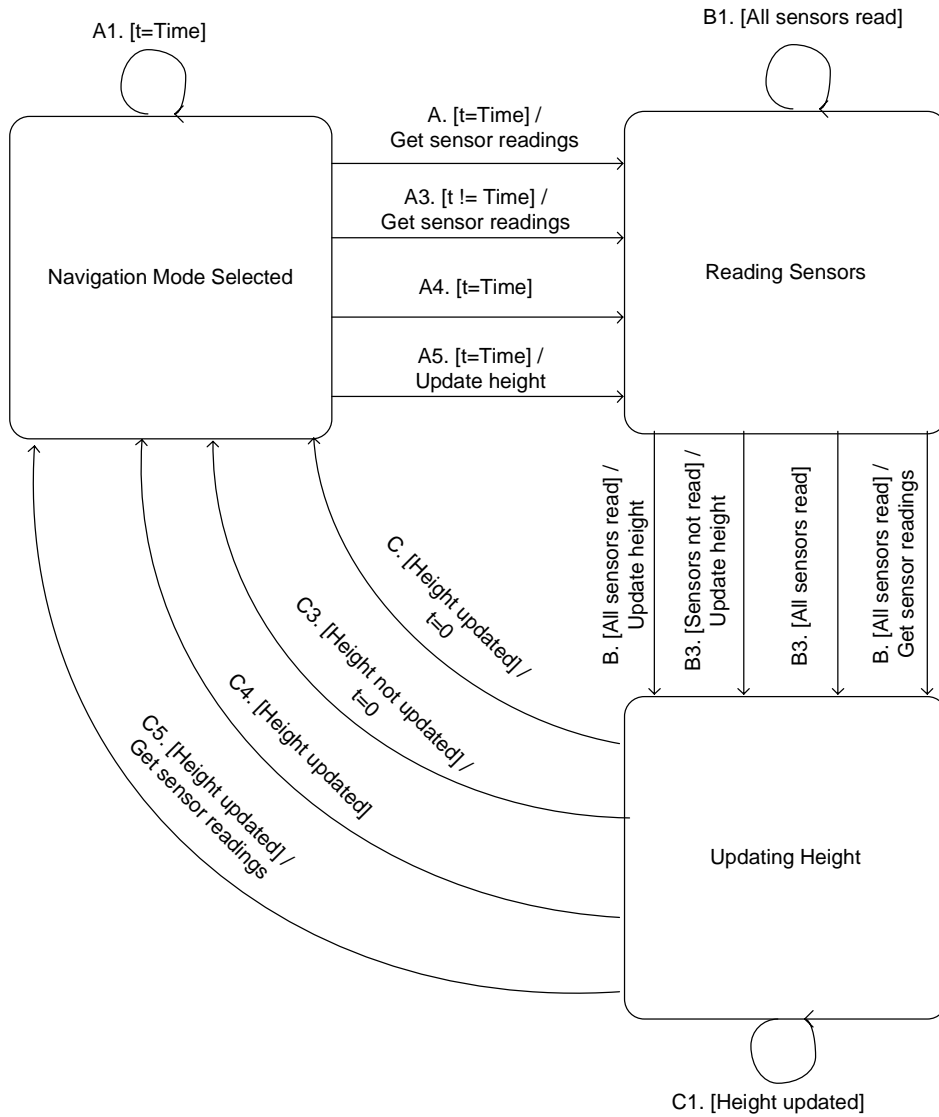 A1. [t=Time]
B1. [All sensors read]
A. [t=Time] /
Get sensor readings
A3. [t != Time] /
Get sensor readings
Navigation Mode Selected
Reading Sensors
A4. [t=Time]
A5. [t=Time] /
Update height
B. [All sensors read] /
Update height
B3. [Sensors not read] /
Update height
B3. [All sensors read]
B. [All sensors read] /
Get sensor readings
C. [Height updated] /
t=0
C3. [Height not updated] /
t=0
C4. [Height updated]
C5. [Height updated] /
Get sensor readings
Updating Height
C1. [Height updated]